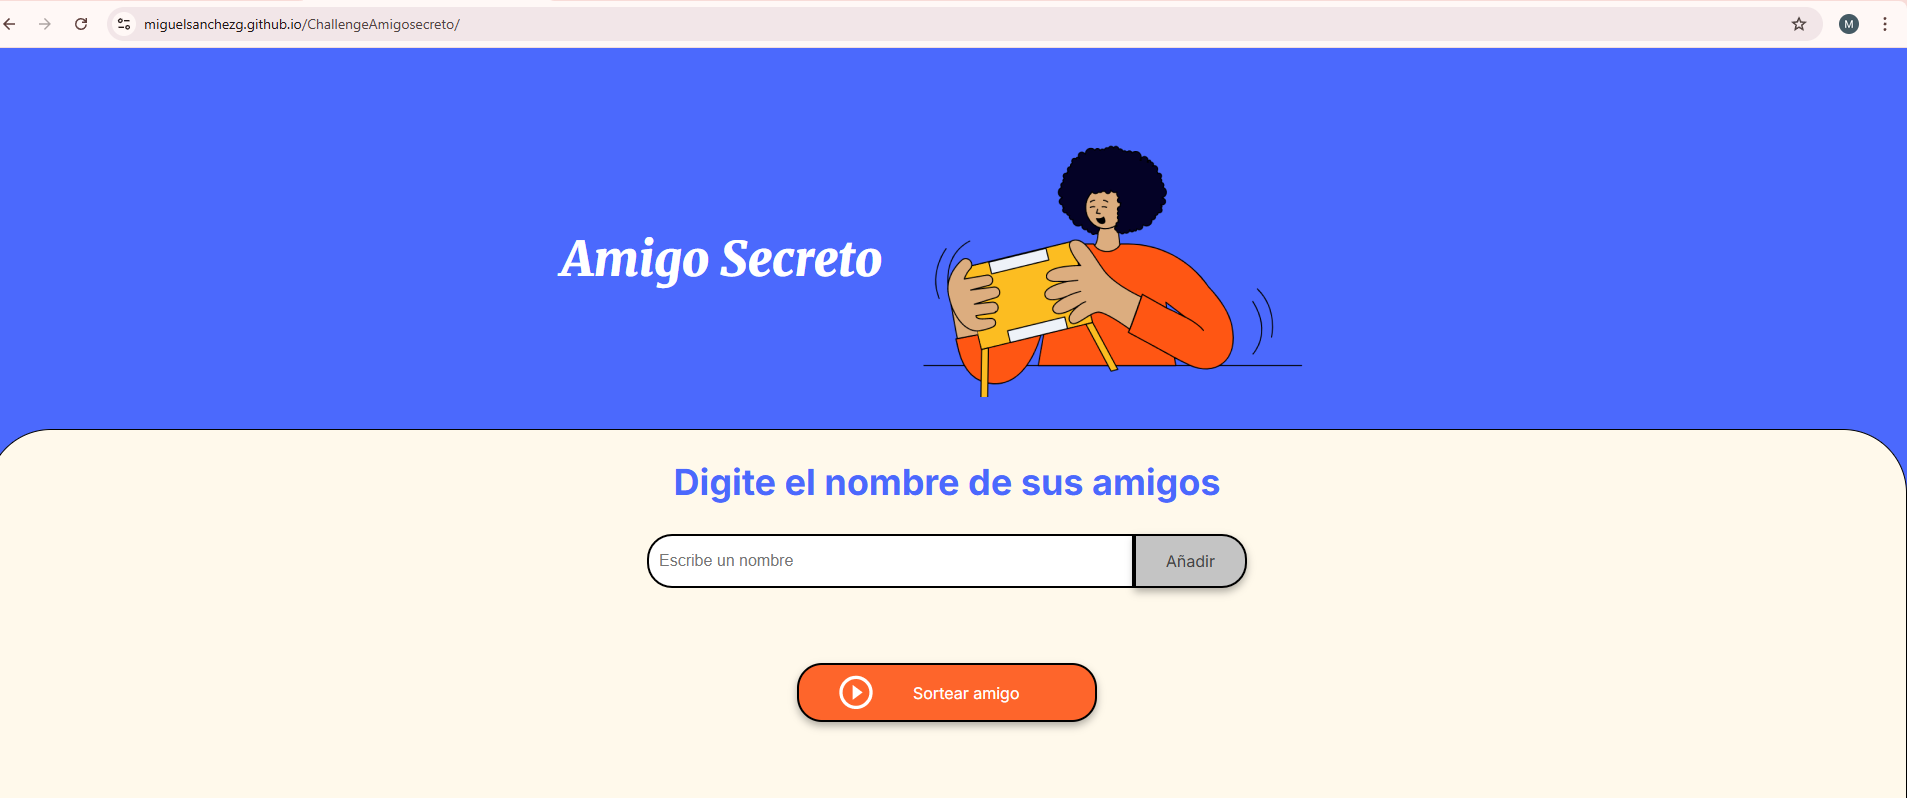 miguelsanchezg.github.io/ChallengeAmigosecreto/
M
Amigo Secreto
Digite el nombre de sus amigos
Escribe un nombre
Añadir
Sortear amigo